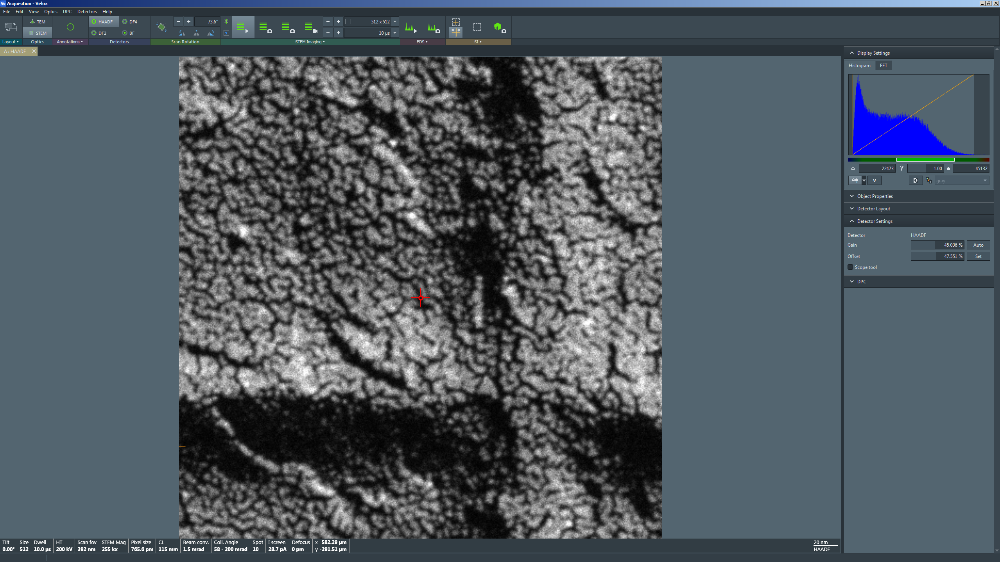 Ve Acquisition - Velox
File Edit View Optics DPC Detectors Help
TEM
STEM
HAADF
DF4
DF2
BF
73.6°
512 x 512
10 µs
Layout Optics Annotations Detectors Scan Rotation STEM Imaging EDS SI
A : HAADF
Display Settings
Histogram FFT
22473 γ 1.00 45132
V gray
Object Properties
Detector Layout
Detector Settings
Detector HAADF
Gain 45.036 % Auto
Offset 47.551 % Set
Scope tool
DPC
Tilt Size Dwell HT Scan fov STEM Mag Pixel size CL Beam conv. Coll. Angle Spot I screen Defocus x 582.29 µm
0.00° 512 10.0 µs 200 kV 392 nm 255 kx 765.6 pm 115 mm 1.5 mrad 58 - 200 mrad 10 28.7 pA 0 pm y -291.51 µm
20 nm
HAADF